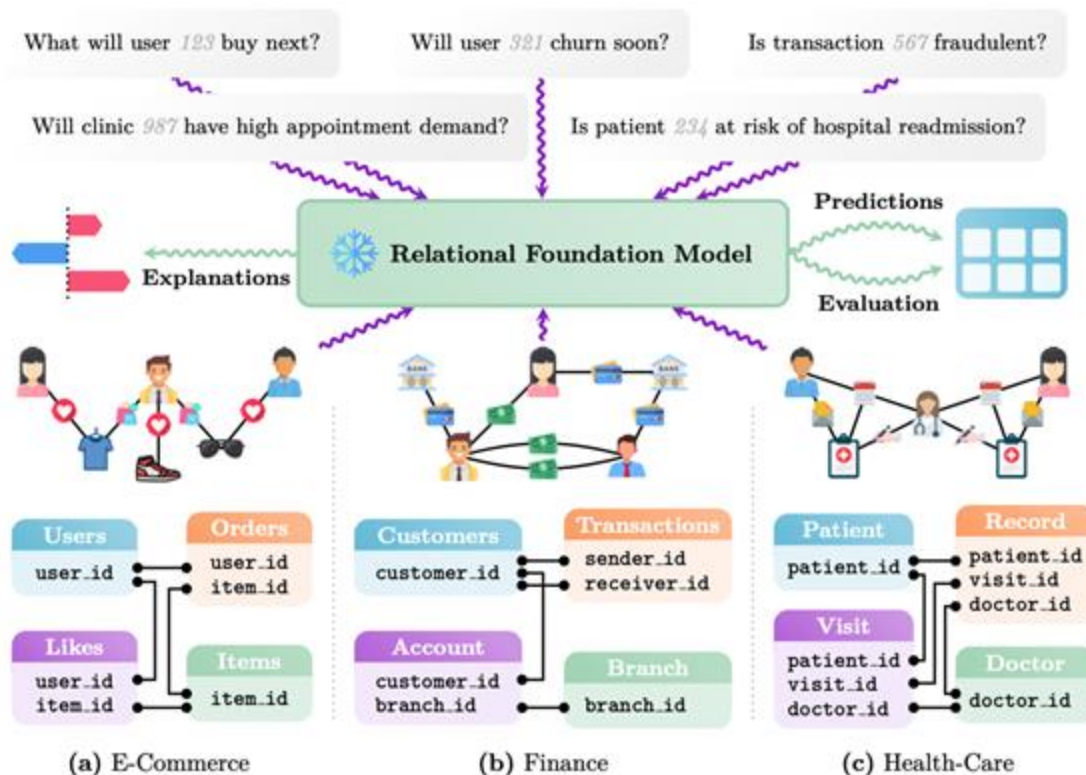 What will user 123 buy next?
Will user 321 churn soon?
Is transaction 567 fraudulent?
Will clinic 987 have high appointment demand?
Is patient 234 at risk of hospital readmission?
Relational Foundation Model
Explanations
Predictions
Evaluation
BANK
BANK
Users
user_id
Orders
user_id
item_id
Likes
user_id
item_id
Items
item_id
(a) E-Commerce
Customers
customer_id
Transactions
sender_id
receiver_id
Account
customer_id
branch_id
Branch
branch_id
(b) Finance
Patient
patient_id
Record
patient_id
visit_id
doctor_id
Visit
patient_id
visit_id
doctor_id
Doctor
doctor_id
(c) Health-Care